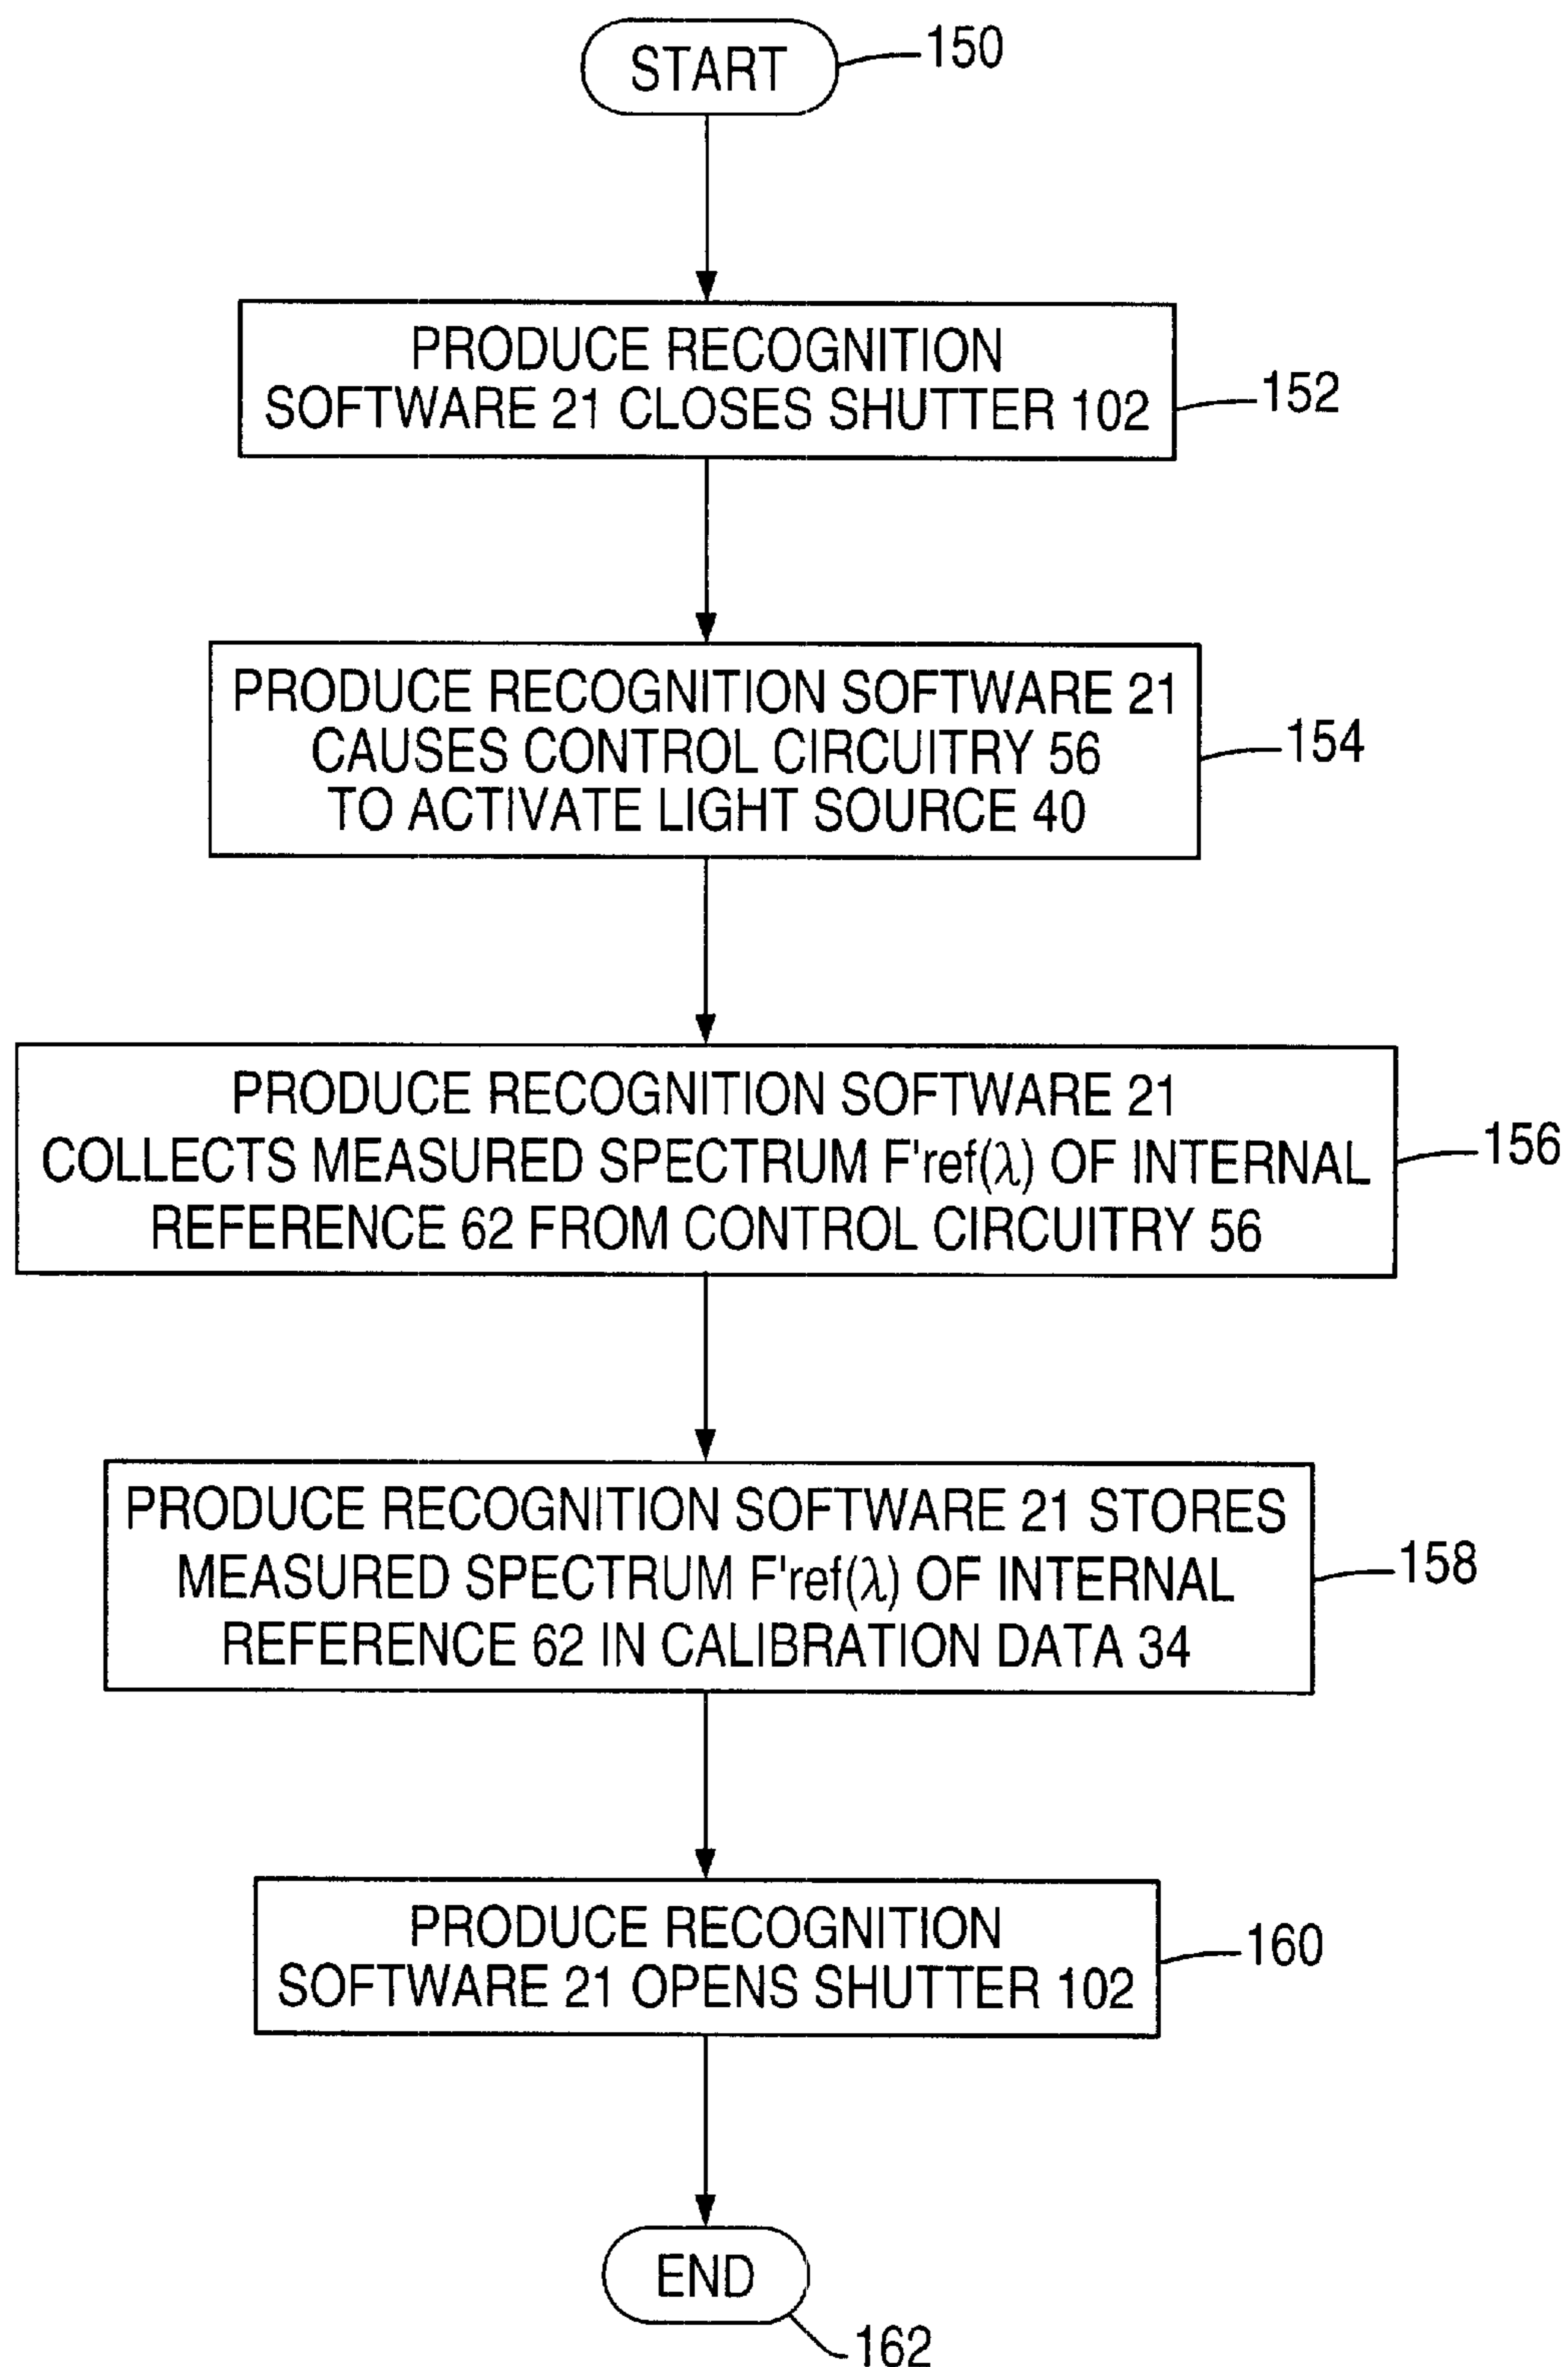 START
150
PRODUCE RECOGNITION
SOFTWARE 21 CLOSES SHUTTER 102
152
PRODUCE RECOGNITION SOFTWARE 21
CAUSES CONTROL CIRCUITRY 56
TO ACTIVATE LIGHT SOURCE 40
154
PRODUCE RECOGNITION SOFTWARE 21
COLLECTS MEASURED SPECTRUM F'ref(λ) OF INTERNAL
REFERENCE 62 FROM CONTROL CIRCUITRY 56
156
PRODUCE RECOGNITION SOFTWARE 21 STORES
MEASURED SPECTRUM F'ref(λ) OF INTERNAL
REFERENCE 62 IN CALIBRATION DATA 34
158
PRODUCE RECOGNITION
SOFTWARE 21 OPENS SHUTTER 102
160
END
162